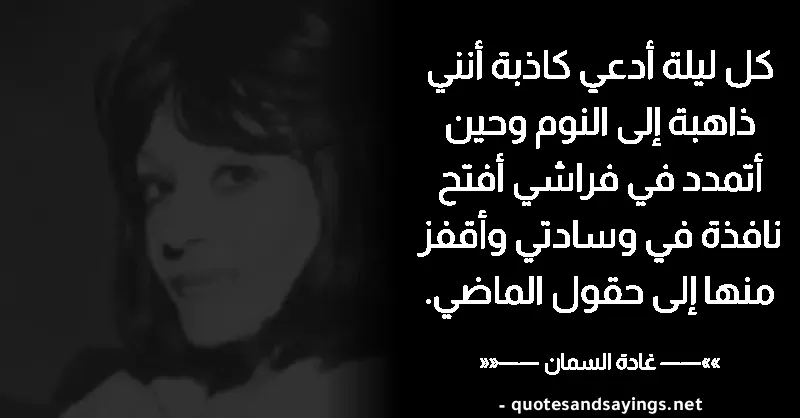 كل ليلة أدعي كاذبة أنني
ذاهبة إلى النوم وحين
أتمدد في فراشي أفتح
نافذة في وسادتي وأقفز
منها إلى حقول الماضي.
»»—— غادة السمان ——««
- quotesandsayings.net